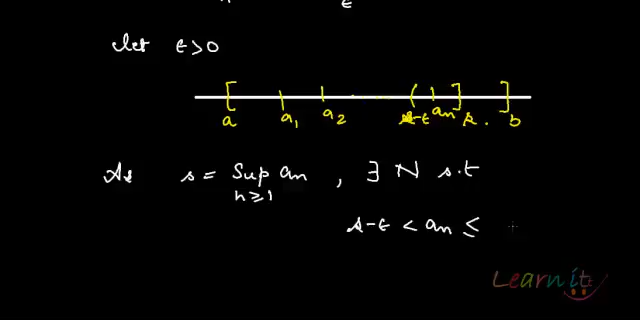 let ε>0
a a₁ a₂ s-ε aₙ s. b
As s = Sup aₙ , ∃ N s.t
n≥1
s-ε < aₙ ≤
Learnit